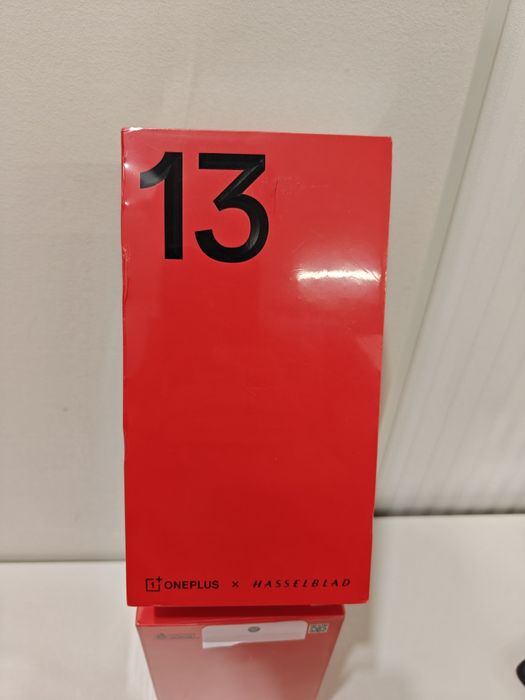 13
1+ ONEPLUS × HASSELBLAD